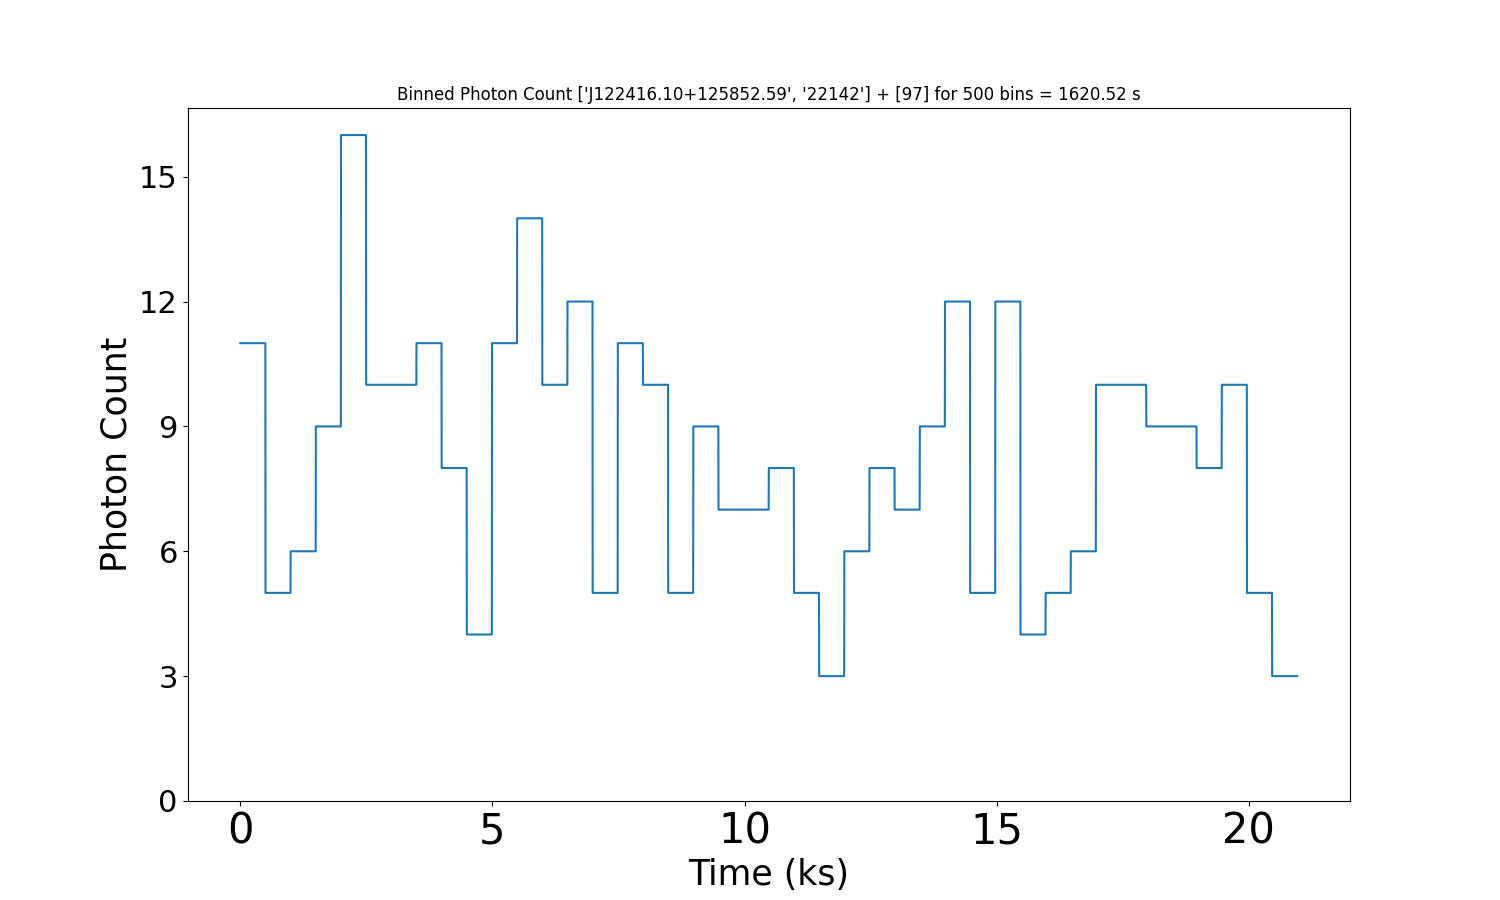 Binned Photon Count ['J122416.10+125852.59', '22142'] + [97] for 500 bins = 1620.52 s
15
12
9
6
3
0
Photon Count
0 5 10 15 20
Time (ks)